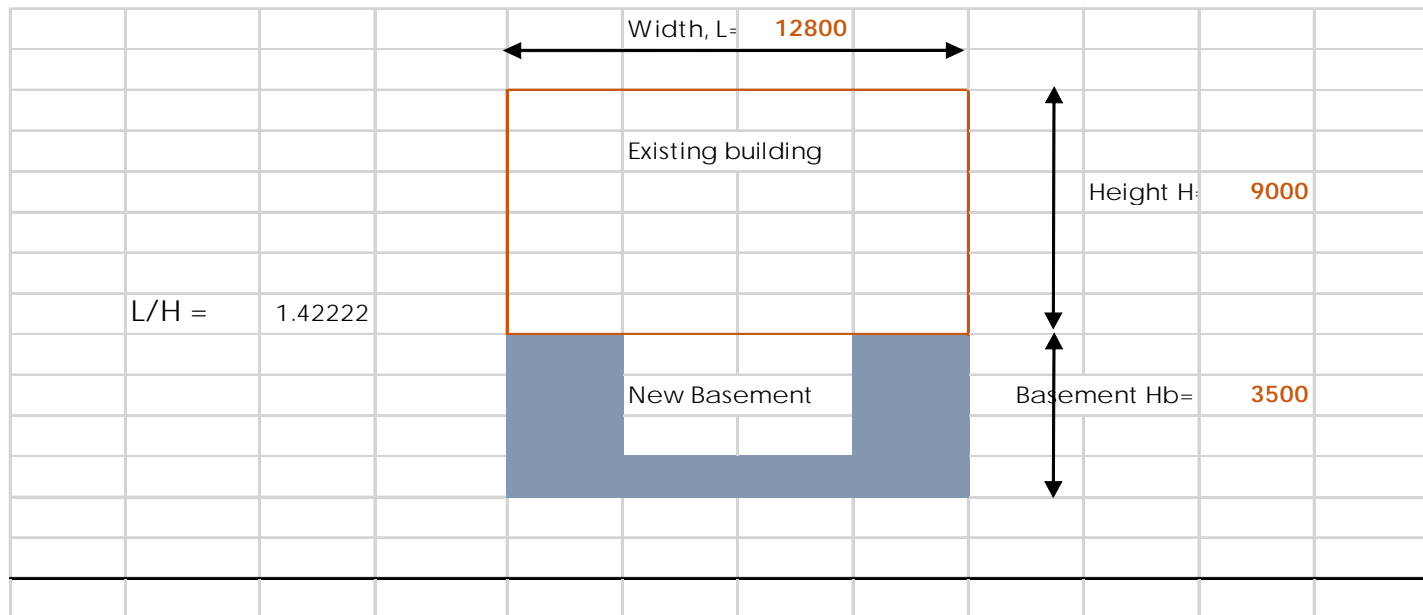 Width, L= 12800
Existing building
Height H= 9000
L/H = 1.42222
New Basement Basement Hb= 3500